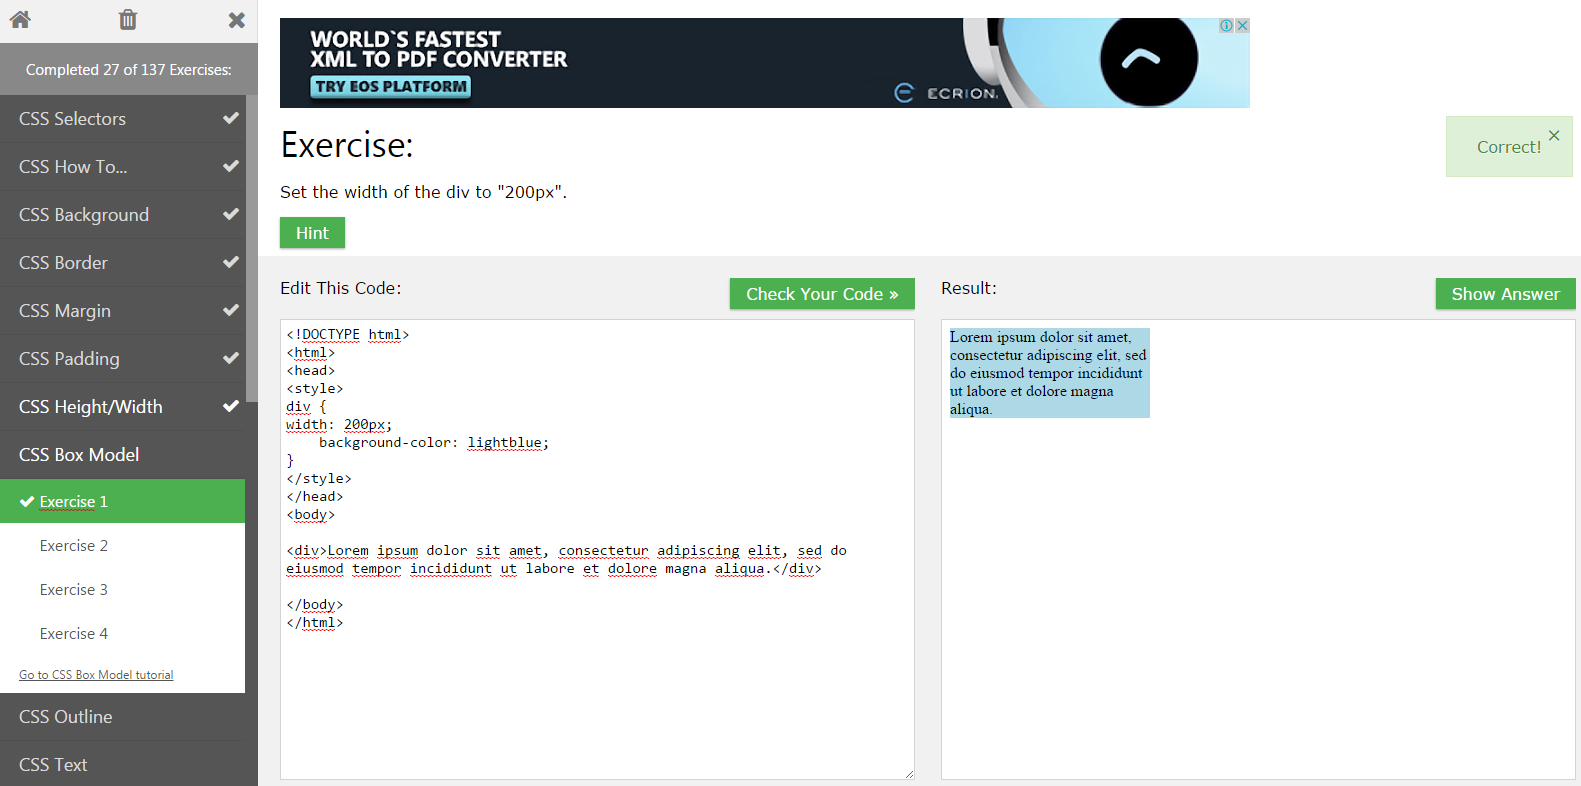 Completed 27 of 137 Exercises:
CSS Selectors
CSS How To...
CSS Background
CSS Border
CSS Margin
CSS Padding
CSS Height/Width
CSS Box Model
Exercise 1
Exercise 2
Exercise 3
Exercise 4
Go to CSS Box Model tutorial
CSS Outline
CSS Text
WORLD`S FASTEST
XML TO PDF CONVERTER
TRY EOS PLATFORM
ECRION.
Exercise:
Correct!
×
Set the width of the div to "200px".
Hint
Edit This Code:
Check Your Code »
<!DOCTYPE html>
<html>
<head>
<style>
div {
width: 200px;
    background-color: lightblue;
}
</style>
</head>
<body>
<div>Lorem ipsum dolor sit amet, consectetur adipiscing elit, sed do
eiusmod tempor incididunt ut labore et dolore magna aliqua.</div>
</body>
</html>
Result:
Show Answer
Lorem ipsum dolor sit amet,
consectetur adipiscing elit, sed
do eiusmod tempor incididunt
ut labore et dolore magna
aliqua.